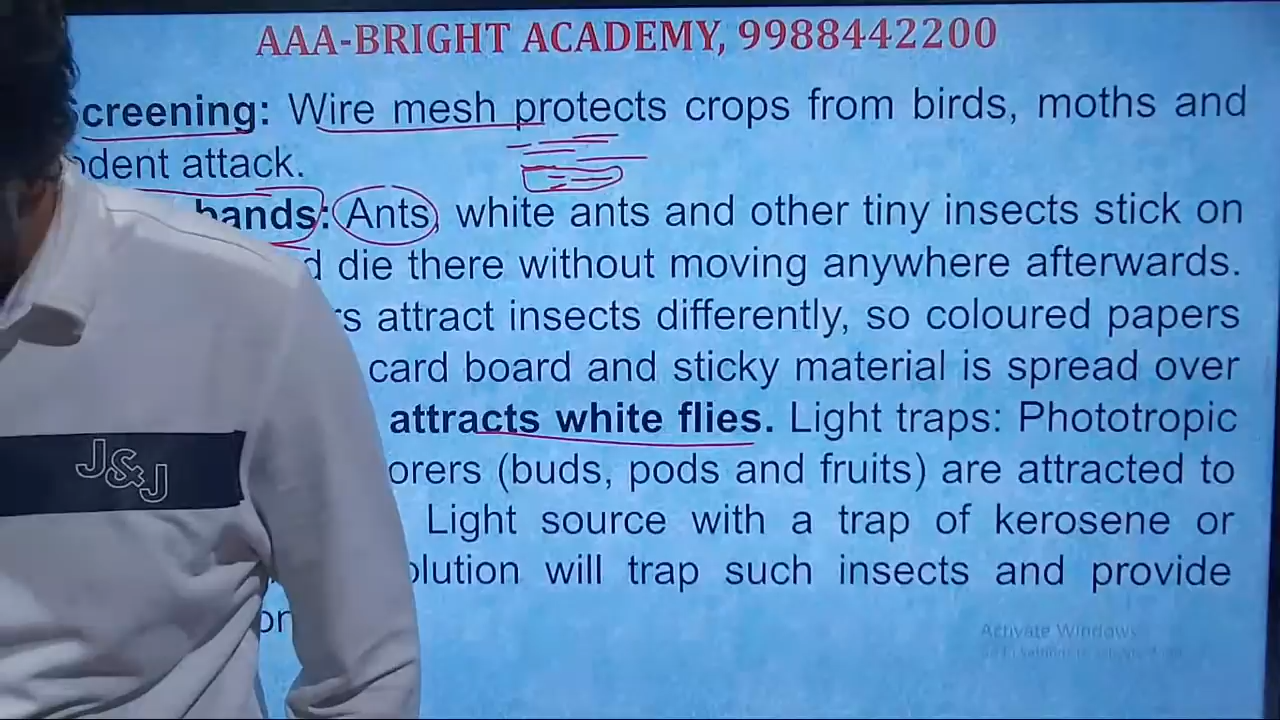 AAA-BRIGHT ACADEMY, 9988442200
creening: Wire mesh protects crops from birds, moths and
dent attack.
bands: Ants, white ants and other tiny insects stick on
d die there without moving anywhere afterwards.
rs attract insects differently, so coloured papers
card board and sticky material is spread over
attracts white flies. Light traps: Phototropic
orers (buds, pods and fruits) are attracted to
J&J
Light source with a trap of kerosene or
olution will trap such insects and provide
Activate Windows